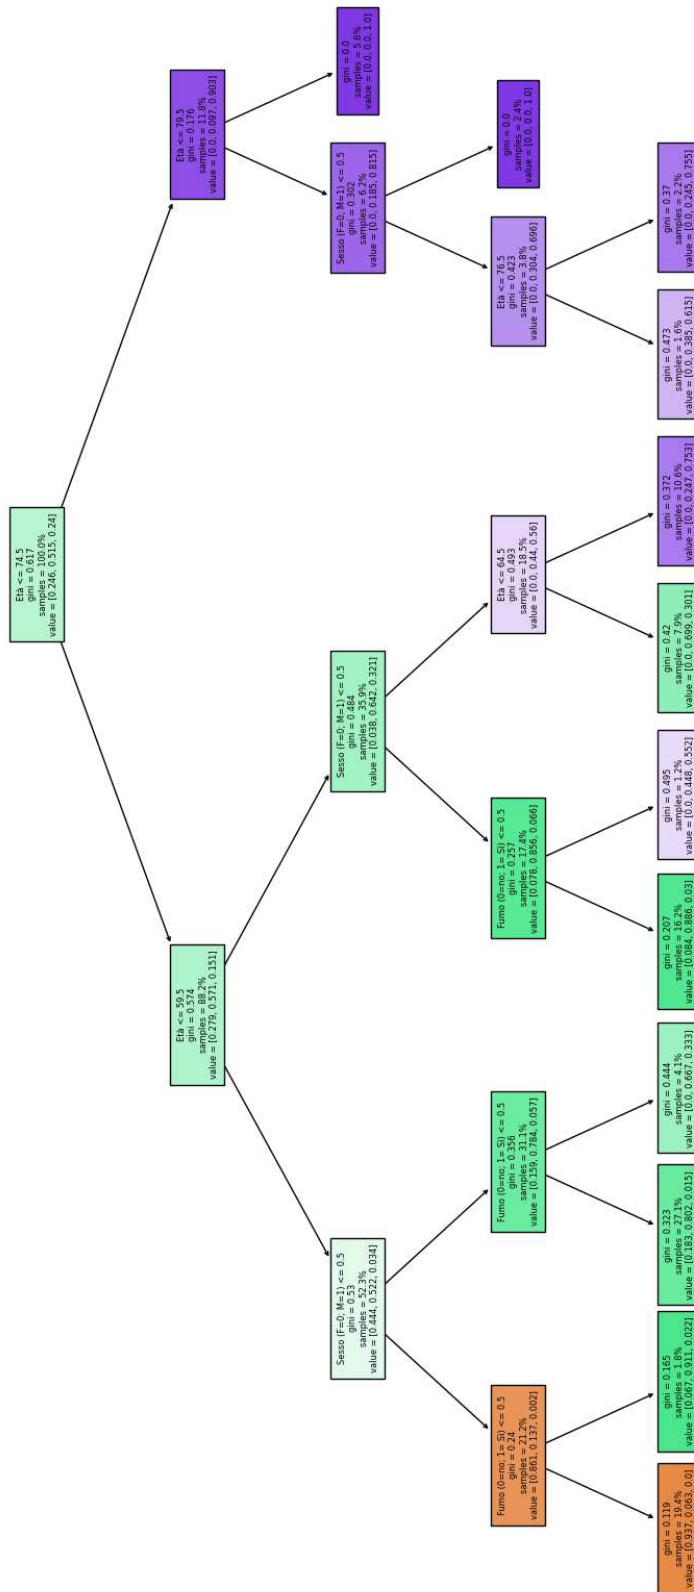 Età <= 74.5
gini = 0.617
samples = 100.0%
value = [0.246, 0.515, 0.24]
Età <= 59.5
gini = 0.574
samples = 88.2%
value = [0.279, 0.571, 0.151]
Età <= 79.5
gini = 0.176
samples = 11.8%
value = [0.0, 0.097, 0.903]
Sesso (F=0; M=1) <= 0.5
gini = 0.53
samples = 52.3%
value = [0.444, 0.522, 0.034]
Sesso (F=0; M=1) <= 0.5
gini = 0.484
samples = 35.9%
value = [0.038, 0.642, 0.321]
Sesso (F=0; M=1) <= 0.5
gini = 0.302
samples = 6.2%
value = [0.0, 0.185, 0.815]
gini = 0.0
samples = 5.6%
value = [0.0, 0.0, 1.0]
Fumo (0=no; 1= Si) <= 0.5
gini = 0.24
samples = 21.2%
value = [0.861, 0.137, 0.002]
Fumo (0=no; 1= Si) <= 0.5
gini = 0.356
samples = 31.1%
value = [0.159, 0.784, 0.057]
Fumo (0=no; 1= Si) <= 0.5
gini = 0.257
samples = 17.4%
value = [0.078, 0.856, 0.066]
Età <= 64.5
gini = 0.493
samples = 18.5%
value = [0.0, 0.44, 0.56]
Età <= 76.5
gini = 0.423
samples = 3.8%
value = [0.0, 0.304, 0.696]
gini = 0.0
samples = 2.4%
value = [0.0, 0.0, 1.0]
gini = 0.119
samples = 19.4%
value = [0.937, 0.063, 0.0]
gini = 0.165
samples = 1.8%
value = [0.067, 0.911, 0.022]
gini = 0.323
samples = 27.1%
value = [0.183, 0.802, 0.015]
gini = 0.444
samples = 4.1%
value = [0.0, 0.667, 0.333]
gini = 0.207
samples = 16.2%
value = [0.084, 0.886, 0.03]
gini = 0.495
samples = 1.2%
value = [0.0, 0.448, 0.552]
gini = 0.42
samples = 7.9%
value = [0.0, 0.699, 0.301]
gini = 0.372
samples = 10.6%
value = [0.0, 0.247, 0.753]
gini = 0.473
samples = 1.6%
value = [0.0, 0.385, 0.615]
gini = 0.37
samples = 2.2%
value = [0.0, 0.245, 0.755]